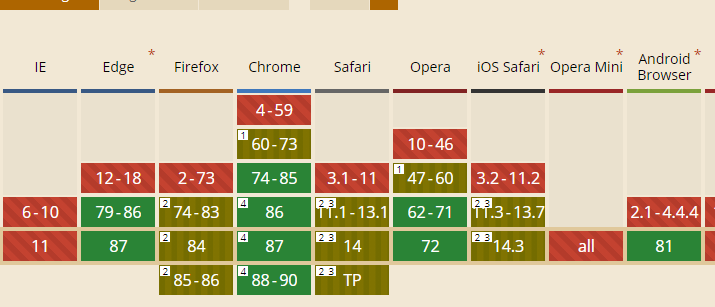 * * * *
IE Edge Firefox Chrome Safari Opera iOS Safari Opera Mini Android Browser
4-59
1 60-73 10-46
12-18 2-73 74-85 3.1-11 1 47-60 3.2-11.2
6-10 79-86 2 74-83 4 86 2 3 11.1-13.1 62-71 2 3 11.3-13.7 2.1-4.4.4
11 87 2 84 4 87 2 3 14 72 2 3 14.3 all 81
2 85-86 4 88-90 2 3 TP